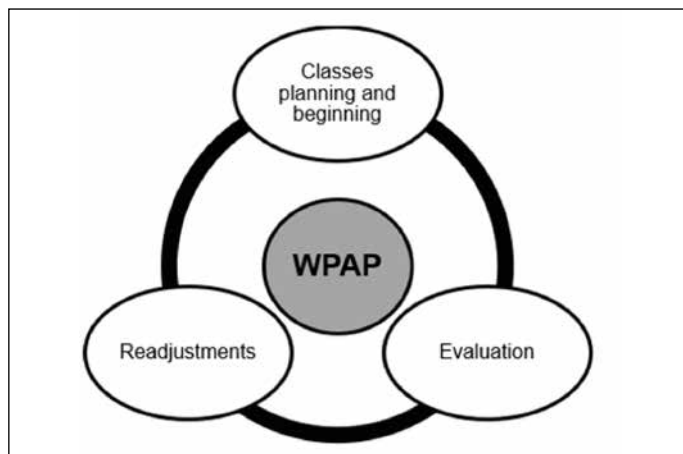 Classes
planning and
beginning
WPAP
Readjustments
Evaluation